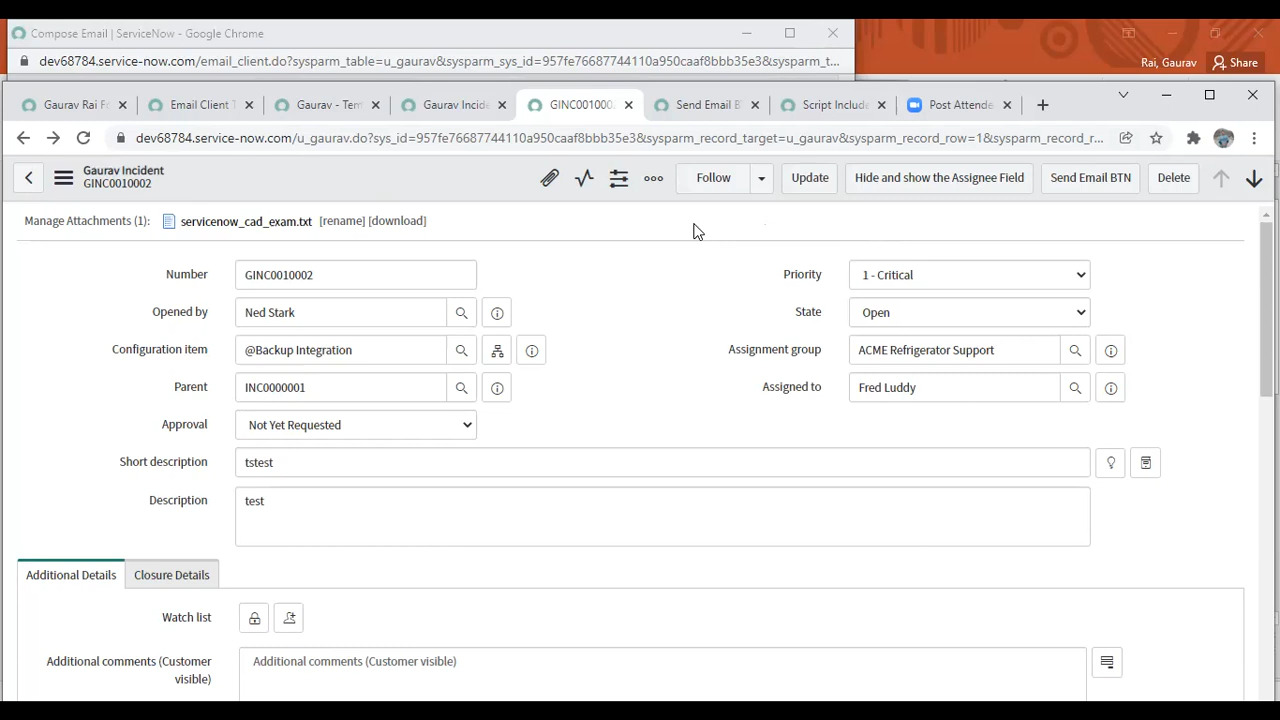 Compose Email | ServiceNow - Google Chrome
dev68784.service-now.com/email_client.do?sysparm_table=u_gaurav&sysparm_sys_id=957fe76687744110a950caaf8bbb35e3&sysparm_t...
Rai, Gaurav
Share
Gaurav Rai F
Email Client T
Gaurav - Tem
Gaurav Incid
GINC001000
Send Email B
Script Includ
Post Attende
dev68784.service-now.com/u_gaurav.do?sys_id=957fe76687744110a950caaf8bbb35e3&sysparm_record_target=u_gaurav&sysparm_record_row=1&sysparm_record_r...
Gaurav Incident
GINC0010002
Follow
Update
Hide and show the Assignee Field
Send Email BTN
Delete
Manage Attachments (1): servicenow_cad_exam.txt [rename] [download]
Number GINC0010002
Priority 1 - Critical
Opened by Ned Stark
State Open
Configuration item @Backup Integration
Assignment group ACME Refrigerator Support
Parent INC0000001
Assigned to Fred Luddy
Approval Not Yet Requested
Short description tstest
Description test
Additional Details
Closure Details
Watch list
Additional comments (Customer
visible)
Additional comments (Customer visible)